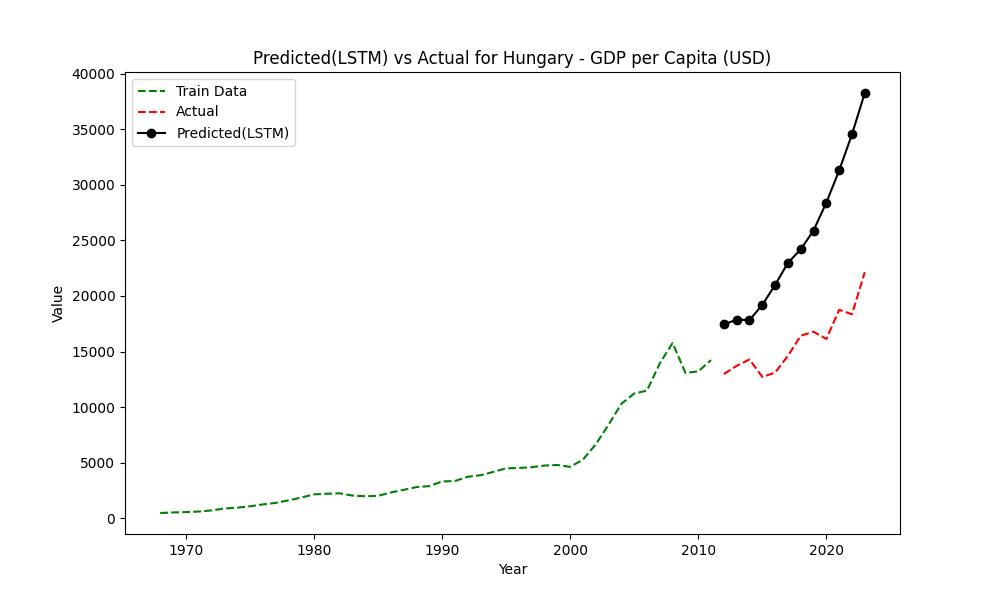 Predicted(LSTM) vs Actual for Hungary - GDP per Capita (USD)
40000
35000
30000
25000
20000
15000
10000
5000
0
Value
Train Data
Actual
Predicted(LSTM)
1970 1980 1990 2000 2010 2020
Year